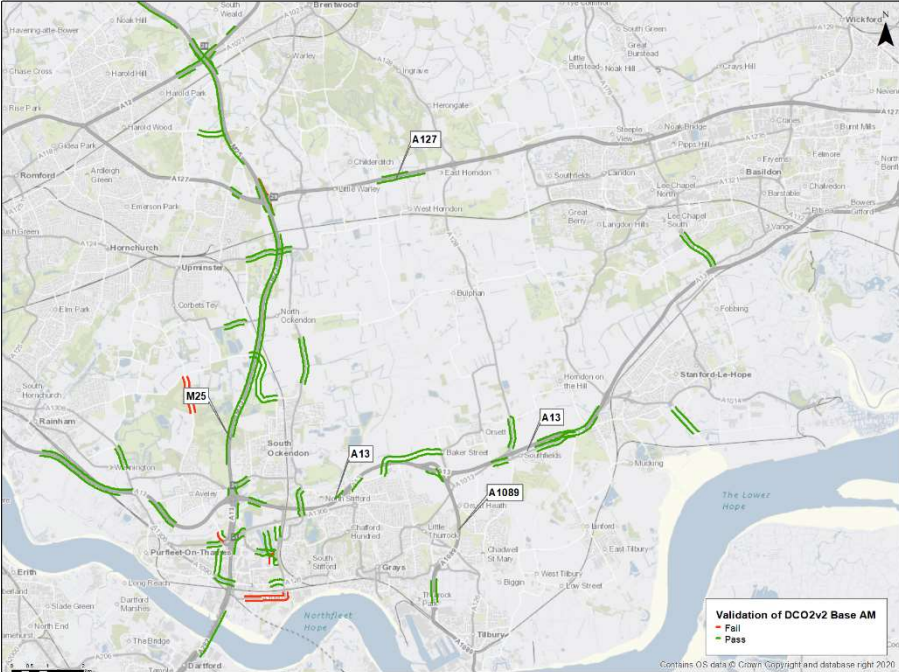 Brentwood
South Weald
Noak Hill
Havering-atte-Bower
Wickford
N
South Green
Great Burstead
Little Burstead
Noak Hill
Crays Hill
Warley
Ingrave
Chase Cross
Harold Hill
Rise Park
Harold Park
Herongate
A12
Harold Wood
M25
A127
Childerditch
East Horndon
Steeple View
Noak Bridge
Pipps Hill
Burnt Mills
A127
Gidea Park
Ardleigh Green
A127
Romford
Little Warley
Southfields
Laindon
Basildon
Felmore
Emerson Park
West Horndon
Lee Chapel North
Barstable
Chalvedon
Great Berry
Langdon Hills
Lee Chapel South
Vange
Bowers Gifford
Hornchurch
Upminster
Elm Park
Corbets Tey
North Ockendon
Bulphan
Fobbing
South Hornchurch
M25
Horndon on the Hill
Stanford-Le-Hope
Rainham
South Ockendon
Orsett
A13
Wennington
Baker Street
Southfields
Mucking
A13
Aveley
North Stifford
A1089
Orsett Heath
The Lower Hope
Chafford Hundred
Little Thurrock
Linford
East Tilbury
Purfleet-On-Thames
South Stifford
Chadwell St Mary
Grays
West Tilbury
Low Street
Biggin
Erith
Long Reach
Slade Green
Dartford Marshes
Thurrock Park
North End
The Bridge
Northfleet Hope
Tilbury
Dartford
Validation of DCO2v2 Base AM
Fail
Pass
Contains OS data © Crown Copyright and database right 2020